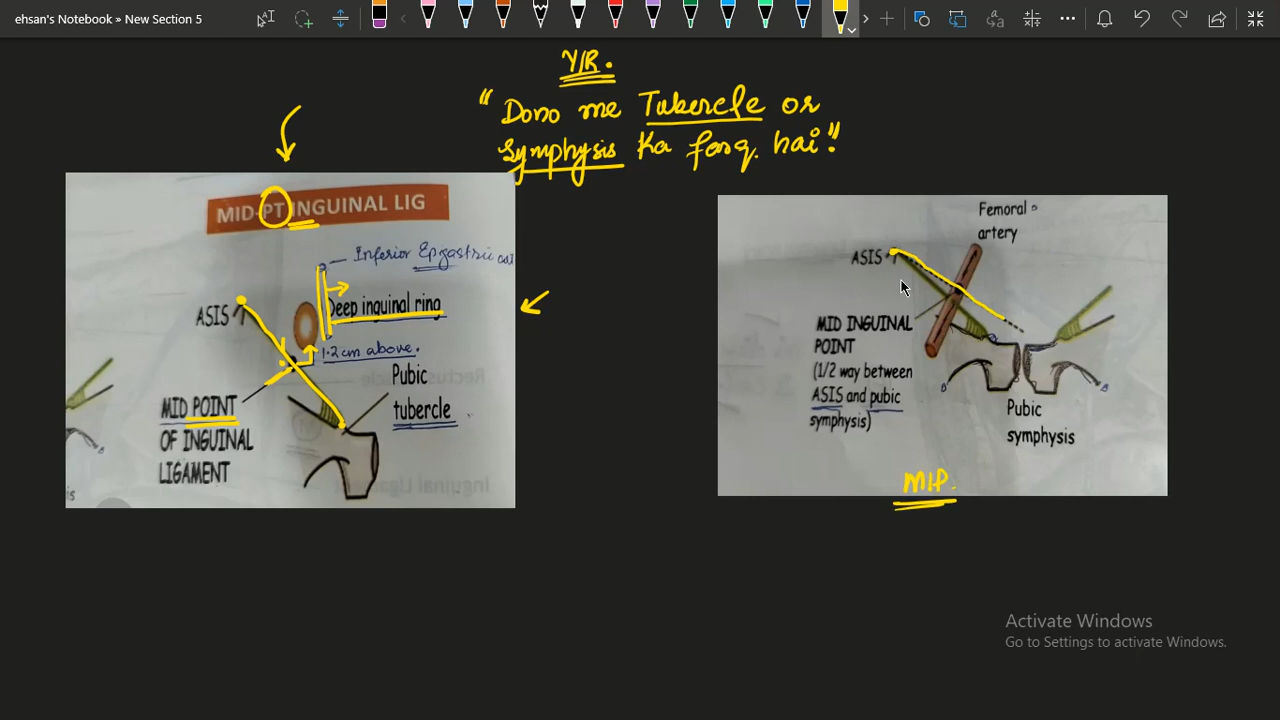 ehsan's Notebook » New Section 5
Y/R.
"Dono me Tubercle or
Symphysis Ka farq. hai"
MID-PT INGUINAL LIG
Inferior Epgastric
ASIS
Deep inguinal ring
1.2 cm above.
Pubic
tubercle
MID POINT
OF INGUINAL
LIGAMENT
Femoral
artery
ASIS
MID INGUINAL
POINT
(1/2 way between
ASIS and pubic
symphysis)
Pubic
symphysis
MIP.
Activate Windows
Go to Settings to activate Windows.